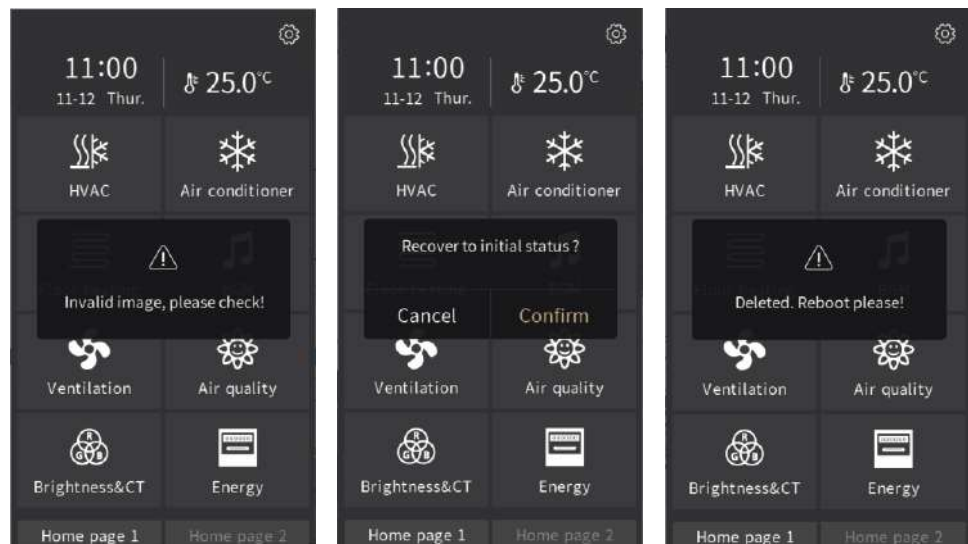 11:00
11-12 Thur.
25.0°C
HVAC
Air conditioner
Invalid image, please check!
Ventilation
Air quality
R
G B
Brightness&CT
Energy
Home page 1
Home page 2
11:00
11-12 Thur.
25.0°C
HVAC
Air conditioner
Recover to initial status ?
Cancel
Confirm
Ventilation
Air quality
R
G B
Brightness&CT
Energy
Home page 1
Home page 2
11:00
11-12 Thur.
25.0°C
HVAC
Air conditioner
Deleted. Reboot please!
Ventilation
Air quality
R
G B
Brightness&CT
Energy
Home page 1
Home page 2